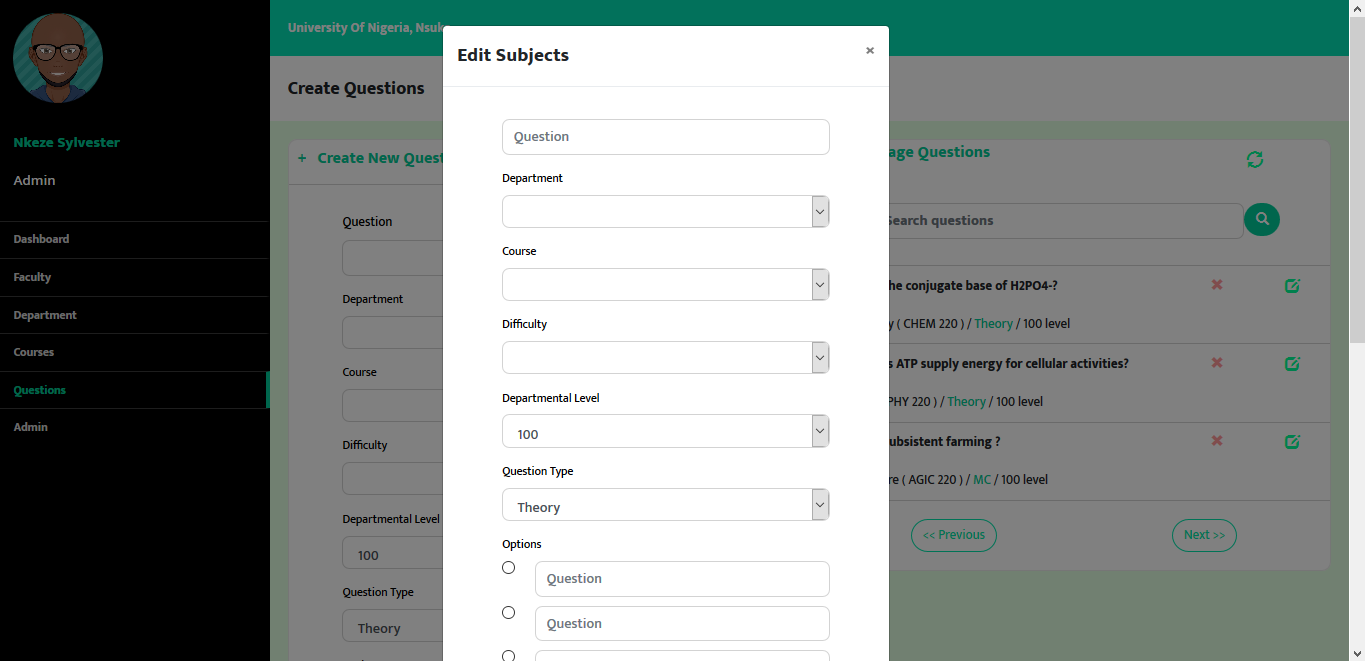 Nkeze Sylvester
Admin
Dashboard
Faculty
Department
Courses
Questions
Admin
University Of Nigeria, Nsuk
Create Questions
+ Create New Quest
Question
Department
Course
Difficulty
Departmental Level
100
Question Type
Theory
Edit Subjects
×
Question
Department
Course
Difficulty
Departmental Level
100
Question Type
Theory
Options
Question
Question
age Questions
Search questions
he conjugate base of H2PO4-?
y ( CHEM 220 ) / Theory / 100 level
s ATP supply energy for cellular activities?
PHY 220 ) / Theory / 100 level
ubsistent farming ?
re ( AGIC 220 ) / MC / 100 level
<< Previous
Next >>